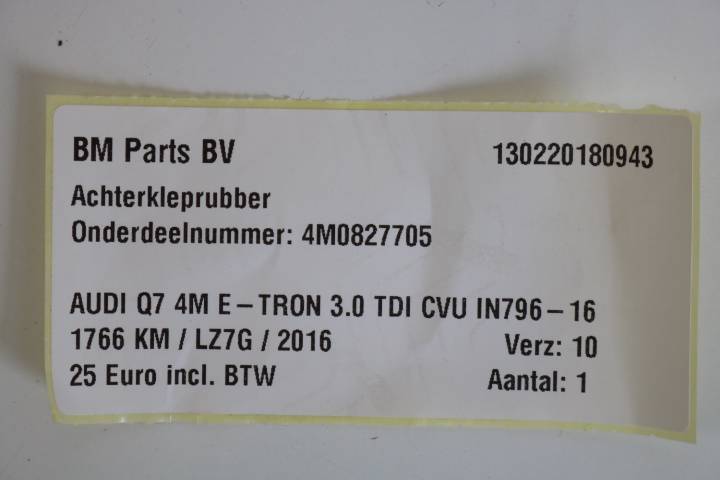 BM Parts BV 130220180943
Achterkleprubber
Onderdeelnummer: 4M0827705
AUDI Q7 4M E-TRON 3.0 TDI CVU IN796-16
1766 KM / LZ7G / 2016 Verz: 10
25 Euro incl. BTW Aantal: 1